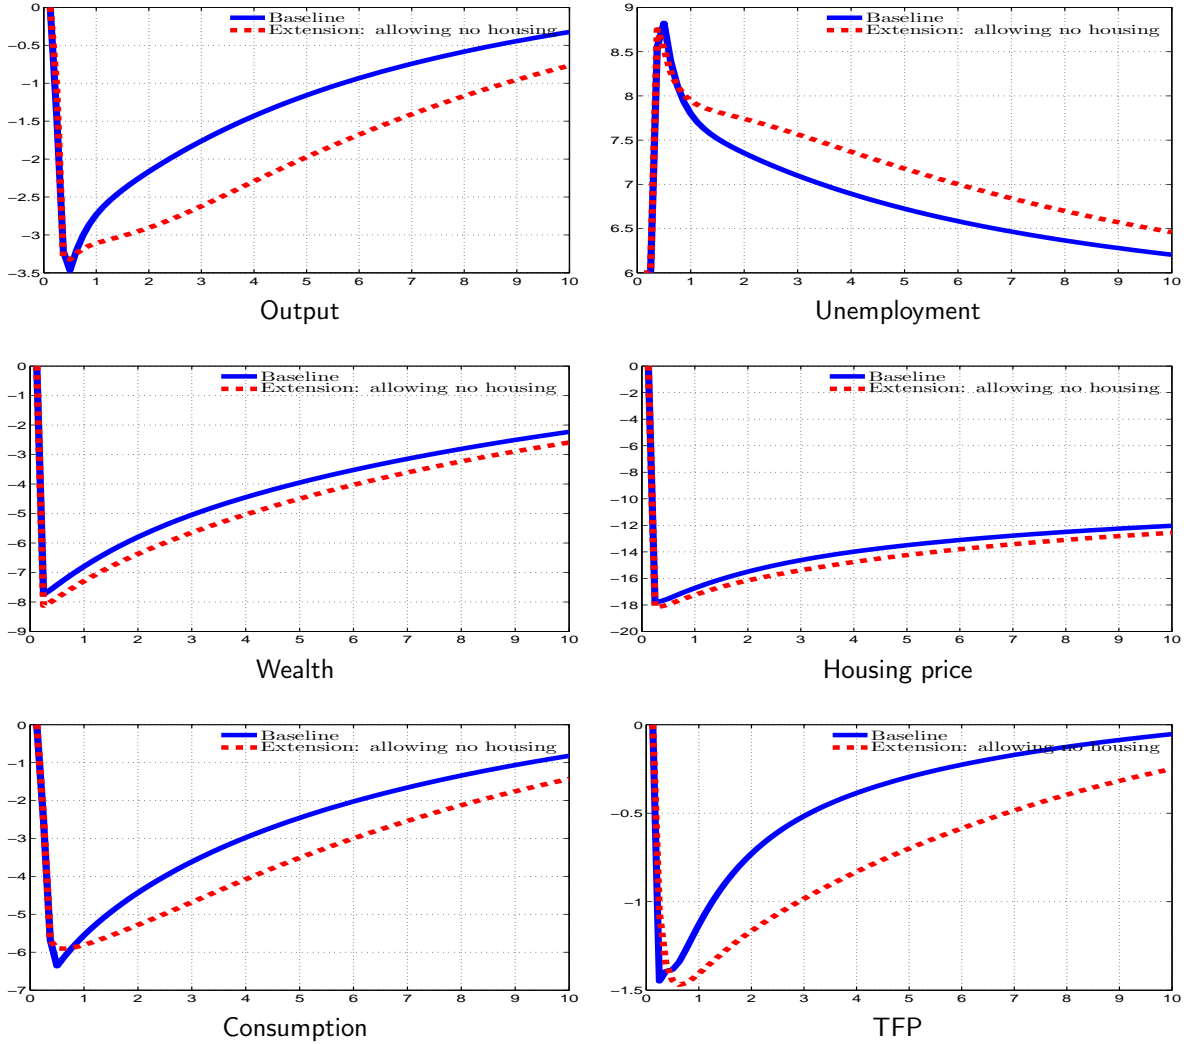 Baseline
Extension: allowing no housing
0
−0.5
−1
−1.5
−2
−2.5
−3
−3.5
0 1 2 3 4 5 6 7 8 9 10
Output
Baseline
Extension: allowing no housing
9
8.5
8
7.5
7
6.5
6
0 1 2 3 4 5 6 7 8 9 10
Unemployment
Baseline
Extension: allowing no housing
0
−1
−2
−3
−4
−5
−6
−7
−8
−9
0 1 2 3 4 5 6 7 8 9 10
Wealth
Baseline
Extension: allowing no housing
0
−2
−4
−6
−8
−10
−12
−14
−16
−18
−20
0 1 2 3 4 5 6 7 8 9 10
Housing price
Baseline
Extension: allowing no housing
0
−1
−2
−3
−4
−5
−6
−7
0 1 2 3 4 5 6 7 8 9 10
Consumption
Baseline
Extension: allowing no housing
0
−0.5
−1
−1.5
0 1 2 3 4 5 6 7 8 9 10
TFP